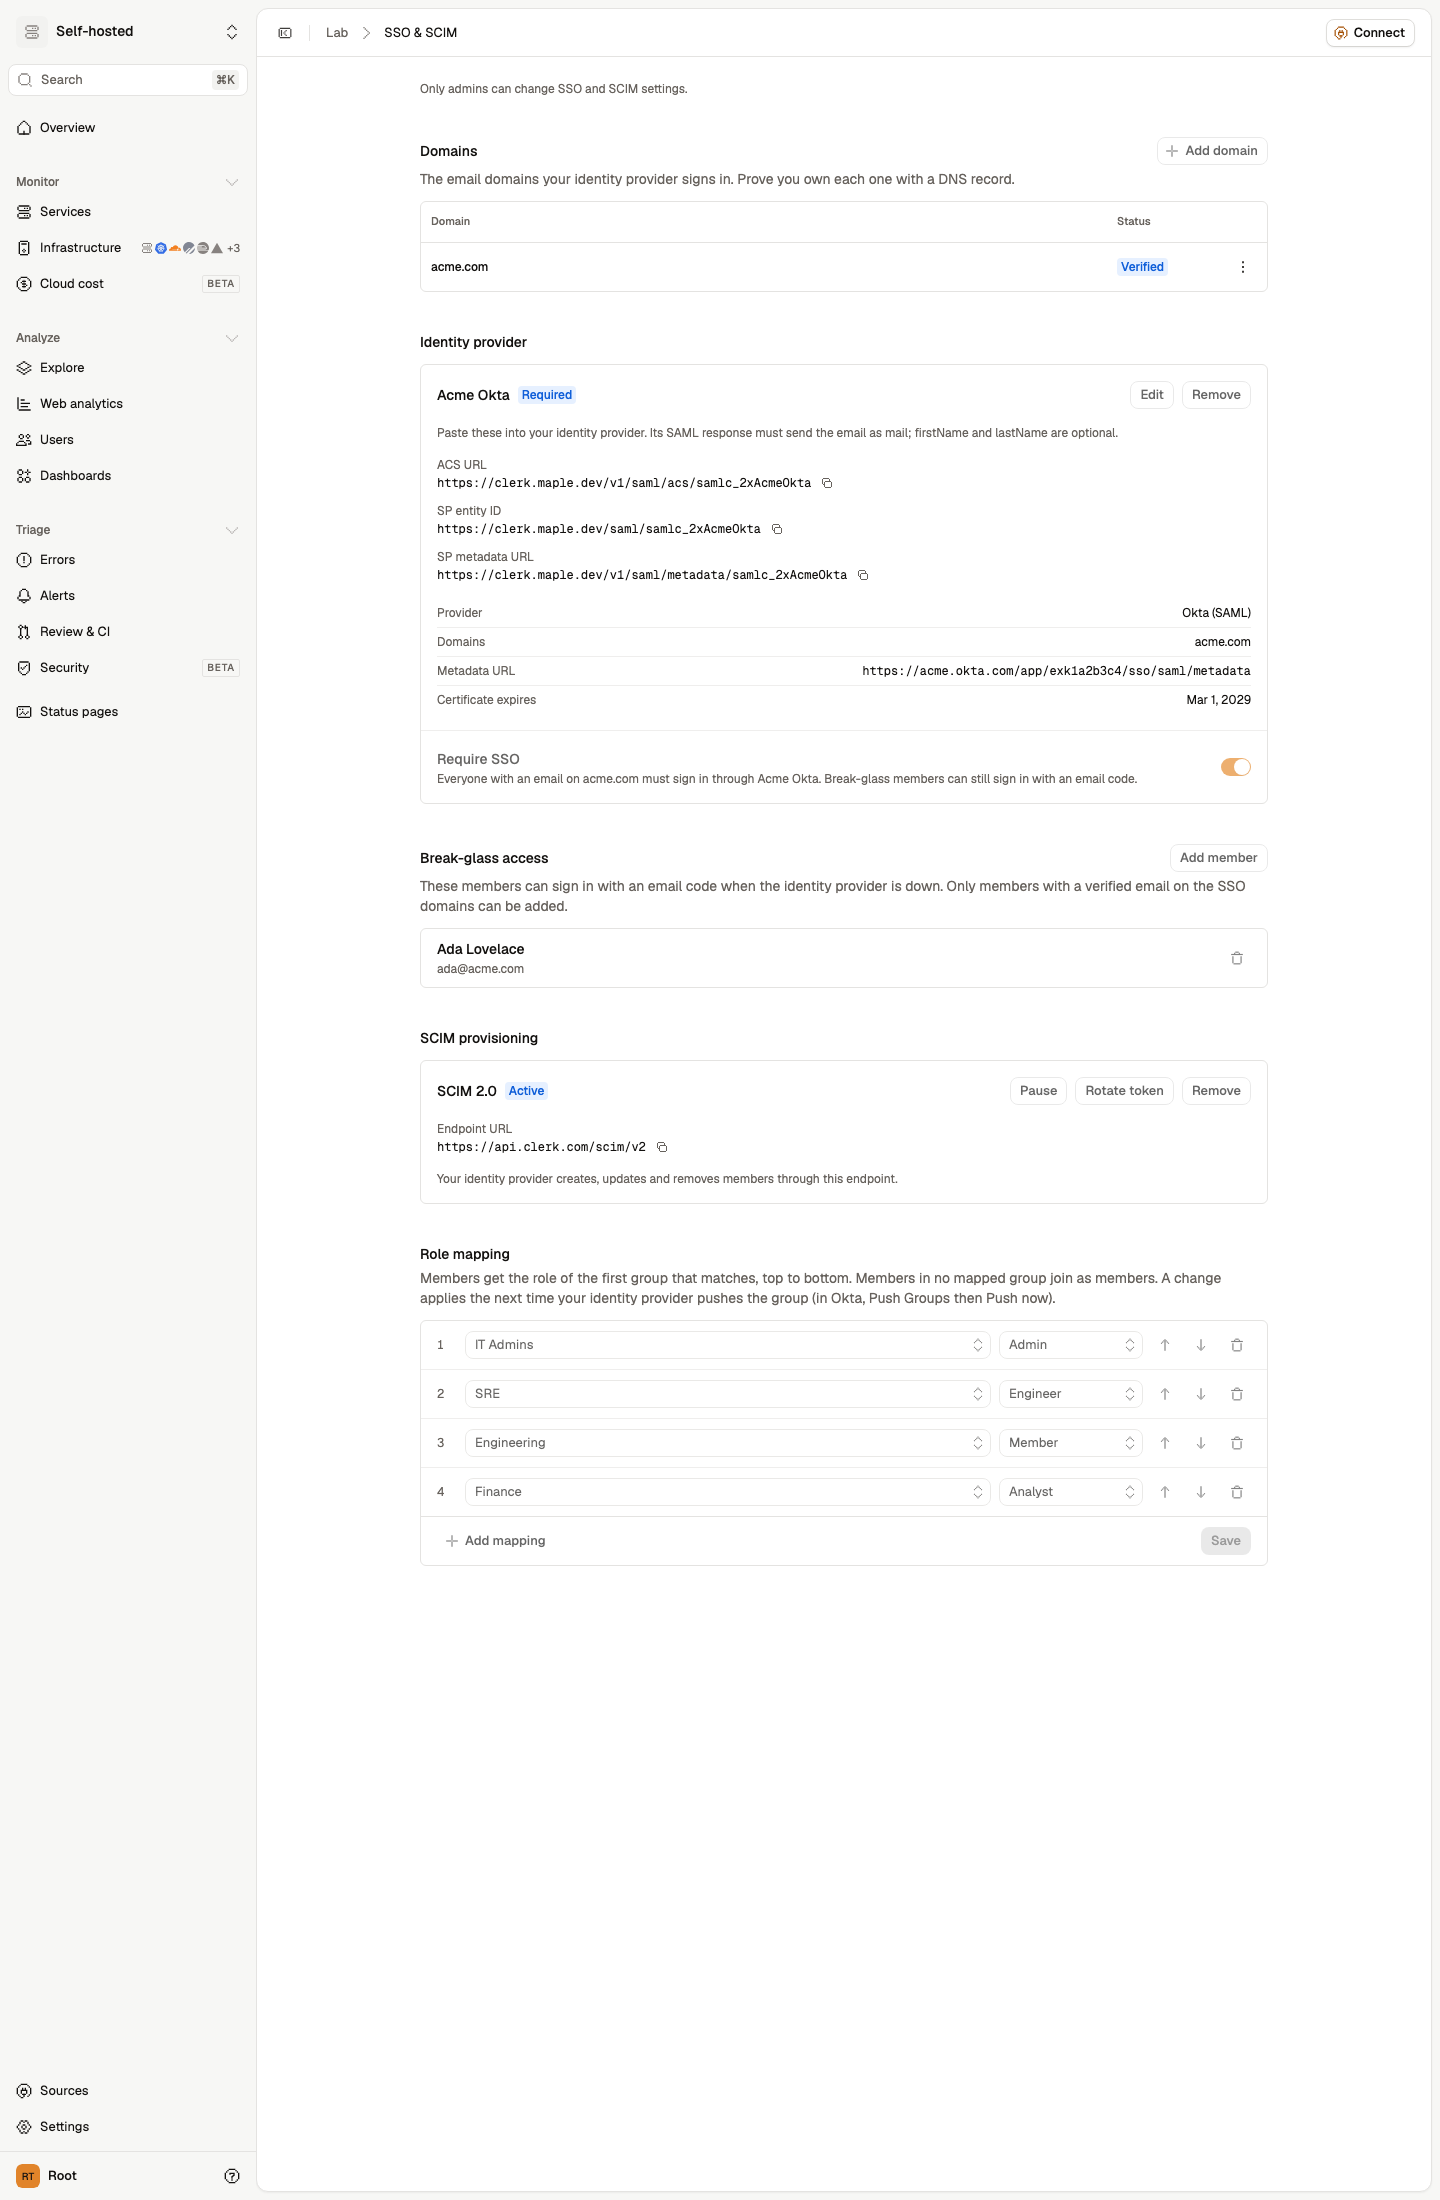 Self-hosted
Search ⌘K
Overview
Monitor
Services
Infrastructure +3
Cloud cost BETA
Analyze
Explore
Web analytics
Users
Dashboards
Triage
Errors
Alerts
Review & CI
Security BETA
Status pages
Sources
Settings
RT Root
Lab SSO & SCIM
Connect
Only admins can change SSO and SCIM settings.
Domains
Add domain
The email domains your identity provider signs in. Prove you own each one with a DNS record.
Domain Status
acme.com Verified
Identity provider
Acme Okta Required Edit Remove
Paste these into your identity provider. Its SAML response must send the email as mail; firstName and lastName are optional.
ACS URL
https://clerk.maple.dev/v1/saml/acs/samlc_2xAcmeOkta
SP entity ID
https://clerk.maple.dev/saml/samlc_2xAcmeOkta
SP metadata URL
https://clerk.maple.dev/v1/saml/metadata/samlc_2xAcmeOkta
Provider Okta (SAML)
Domains acme.com
Metadata URL https://acme.okta.com/app/exk1a2b3c4/sso/saml/metadata
Certificate expires Mar 1, 2029
Require SSO
Everyone with an email on acme.com must sign in through Acme Okta. Break-glass members can still sign in with an email code.
Break-glass access
Add member
These members can sign in with an email code when the identity provider is down. Only members with a verified email on the SSO
domains can be added.
Ada Lovelace
ada@acme.com
SCIM provisioning
SCIM 2.0 Active Pause Rotate token Remove
Endpoint URL
https://api.clerk.com/scim/v2
Your identity provider creates, updates and removes members through this endpoint.
Role mapping
Members get the role of the first group that matches, top to bottom. Members in no mapped group join as members. A change
applies the next time your identity provider pushes the group (in Okta, Push Groups then Push now).
1 IT Admins Admin
2 SRE Engineer
3 Engineering Member
4 Finance Analyst
Add mapping Save